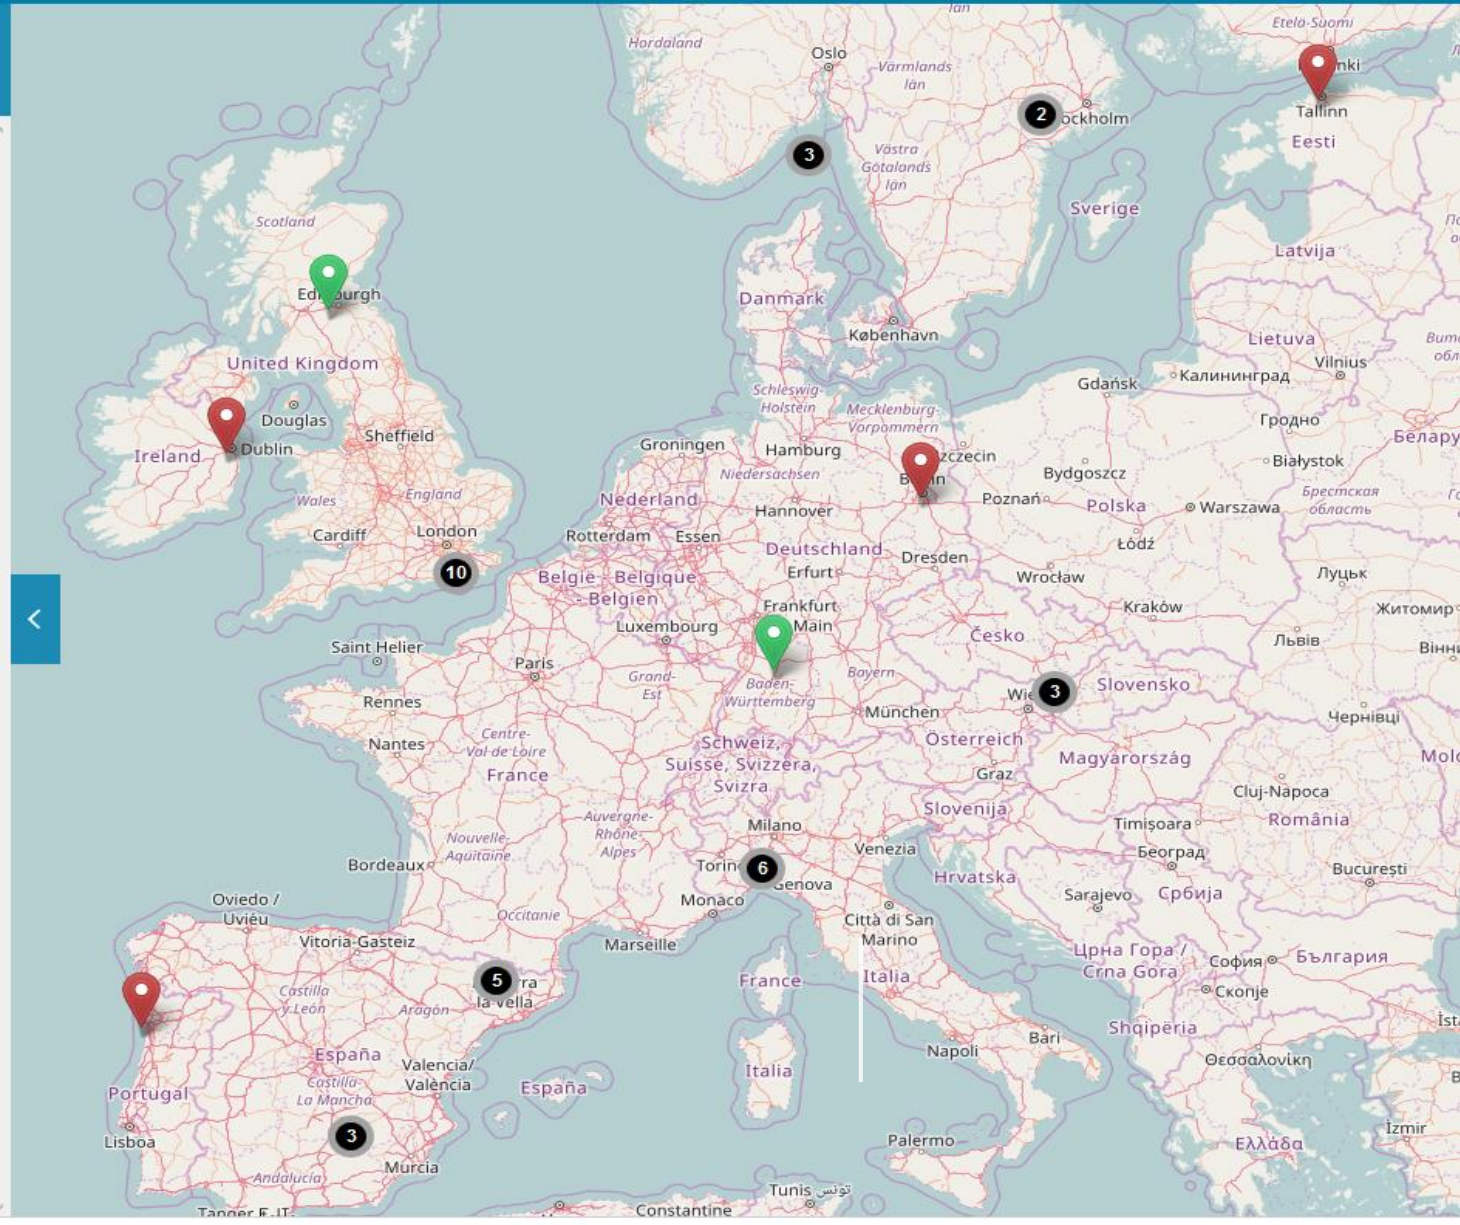 län
Etelä-Suomi
Hordaland
Oslo
Värmlands
län
nki
2
ockholm
Tallinn
Eesti
3
Västra
Götalands
län
Scotland
Sverige
Latvija
Edinburgh
Danmark
København
United Kingdom
Lietuva
Vilnius
Schleswig-
Holstein
Gdańsk
Калининград
Mecklenburg-
Vorpommern
Douglas
Гродно
Sheffield
Groningen
Hamburg
Dublin
Ireland
Беларус
zczecin
Białystok
Niedersachsen
Bydgoszcz
Berlin
Wales
England
Nederland
Hannover
Poznań
Polska
Warszawa
Брестская
область
Cardiff
London
Rotterdam
Essen
Deutschland
Dresden
Łódź
10
België - Belgique
- Belgien
Erfurt
Wrocław
Луцьк
Frankfurt
Main
Kraków
Житомир
Luxembourg
Česko
Львів
Saint Helier
Paris
Grand-
Est
Bayern
Slovensko
Baden-
Württemberg
Wie
3
Rennes
München
Чернівці
Nantes
Centre-
Val de Loire
Schweiz,
Suisse, Svizzera,
Svizra
Österreich
Magyarország
France
Graz
Cluj-Napoca
Slovenija
Auvergne-
Rhône-
Alpes
Milano
Timișoara
România
Nouvelle-
Aquitaine
Venezia
Београд
Bordeaux
Torin
6
Genova
Hrvatska
București
Sarajevo
Србија
Oviedo /
Uviéu
Monaco
Occitanie
Città di San
Marino
Vitoria-Gasteiz
Marseille
Црна Гора /
Crna Gora
София
България
5
rra
la Vella
France
Italia
Castilla
y León
Aragón
Скопје
Shqipëria
España
Napoli
Bari
Θεσσαλονίκη
Valencia/
València
Italia
España
Castilla-
La Mancha
Portugal
3
Lisboa
Palermo
Ελλάδα
İzmir
Murcia
Andalucía
Tunis تونس
Constantine